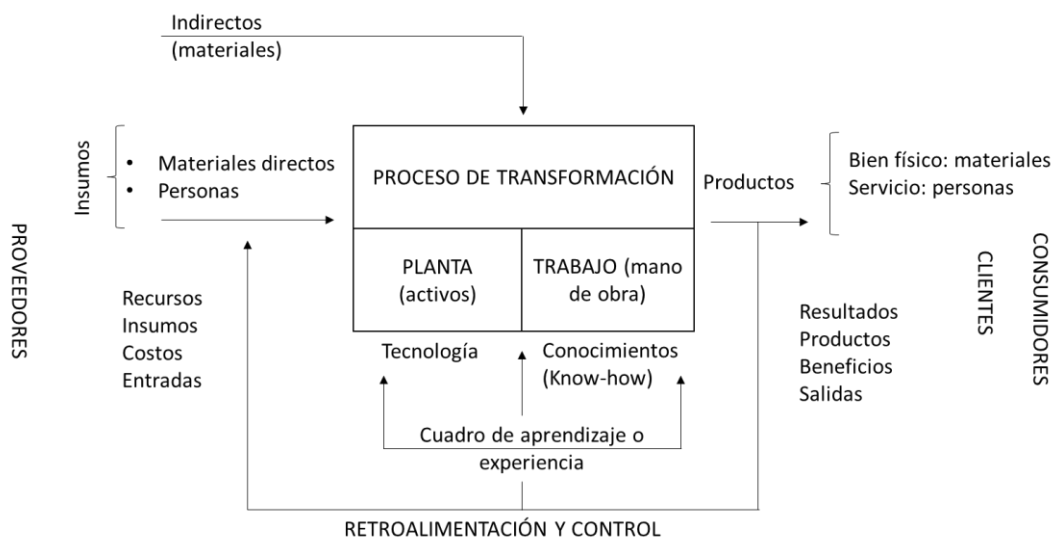 Indirectos
(materiales)
PROVEEDORES
Insumos
• Materiales directos
• Personas
Recursos
Insumos
Costos
Entradas
PROCESO DE TRANSFORMACIÓN
PLANTA
(activos)
TRABAJO (mano
de obra)
Tecnología
Conocimientos
(Know-how)
Cuadro de aprendizaje o
experiencia
RETROALIMENTACIÓN Y CONTROL
Productos
Bien físico: materiales
Servicio: personas
Resultados
Productos
Beneficios
Salidas
CLIENTES
CONSUMIDORES